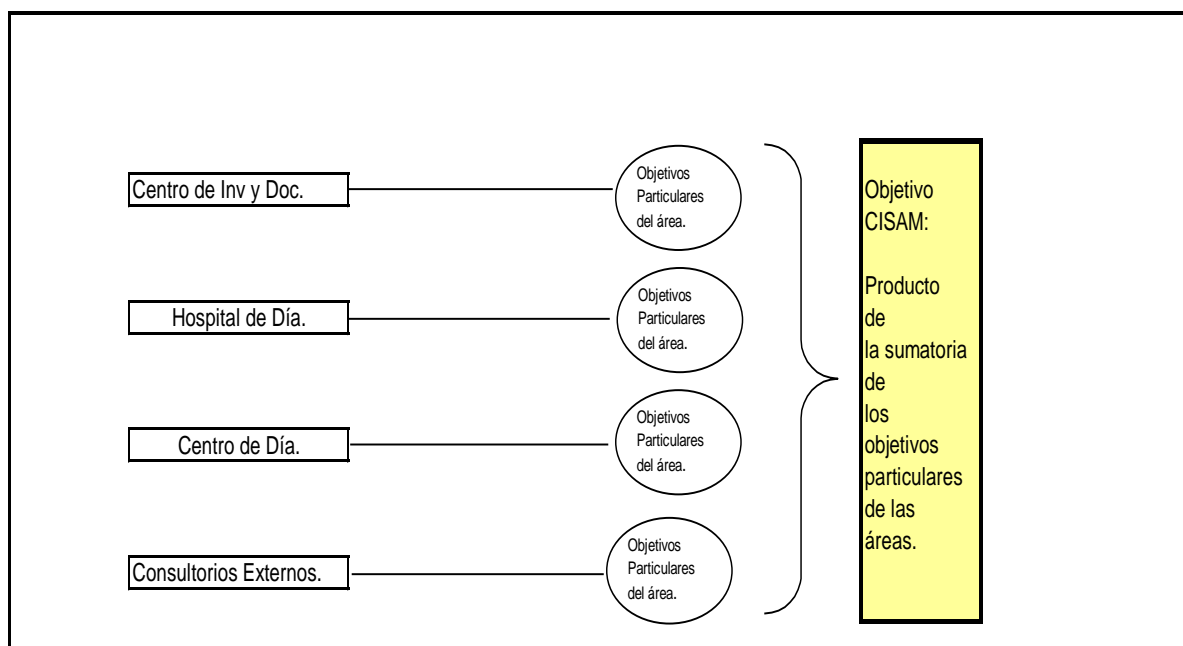 Centro de Inv y Doc.
Objetivos
Particulares
del área.
Hospital de Día.
Objetivos
Particulares
del área.
Centro de Día.
Objetivos
Particulares
del área.
Consultorios Externos.
Objetivos
Particulares
del área.
Objetivo
CISAM:
Producto
de
la sumatoria
de
los
objetivos
particulares
de las
áreas.